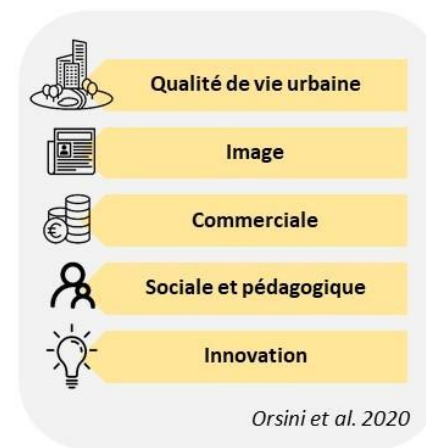 Qualité de vie urbaine
Image
Commerciale
Sociale et pédagogique
Innovation
Orsini et al. 2020